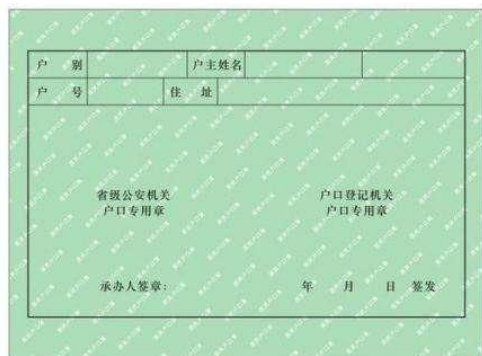 户 别 户主姓名
户 号 住 址
省级公安机关 户口登记机关
户口专用章 户口专用章
承办人签章: 年 月 日 签发